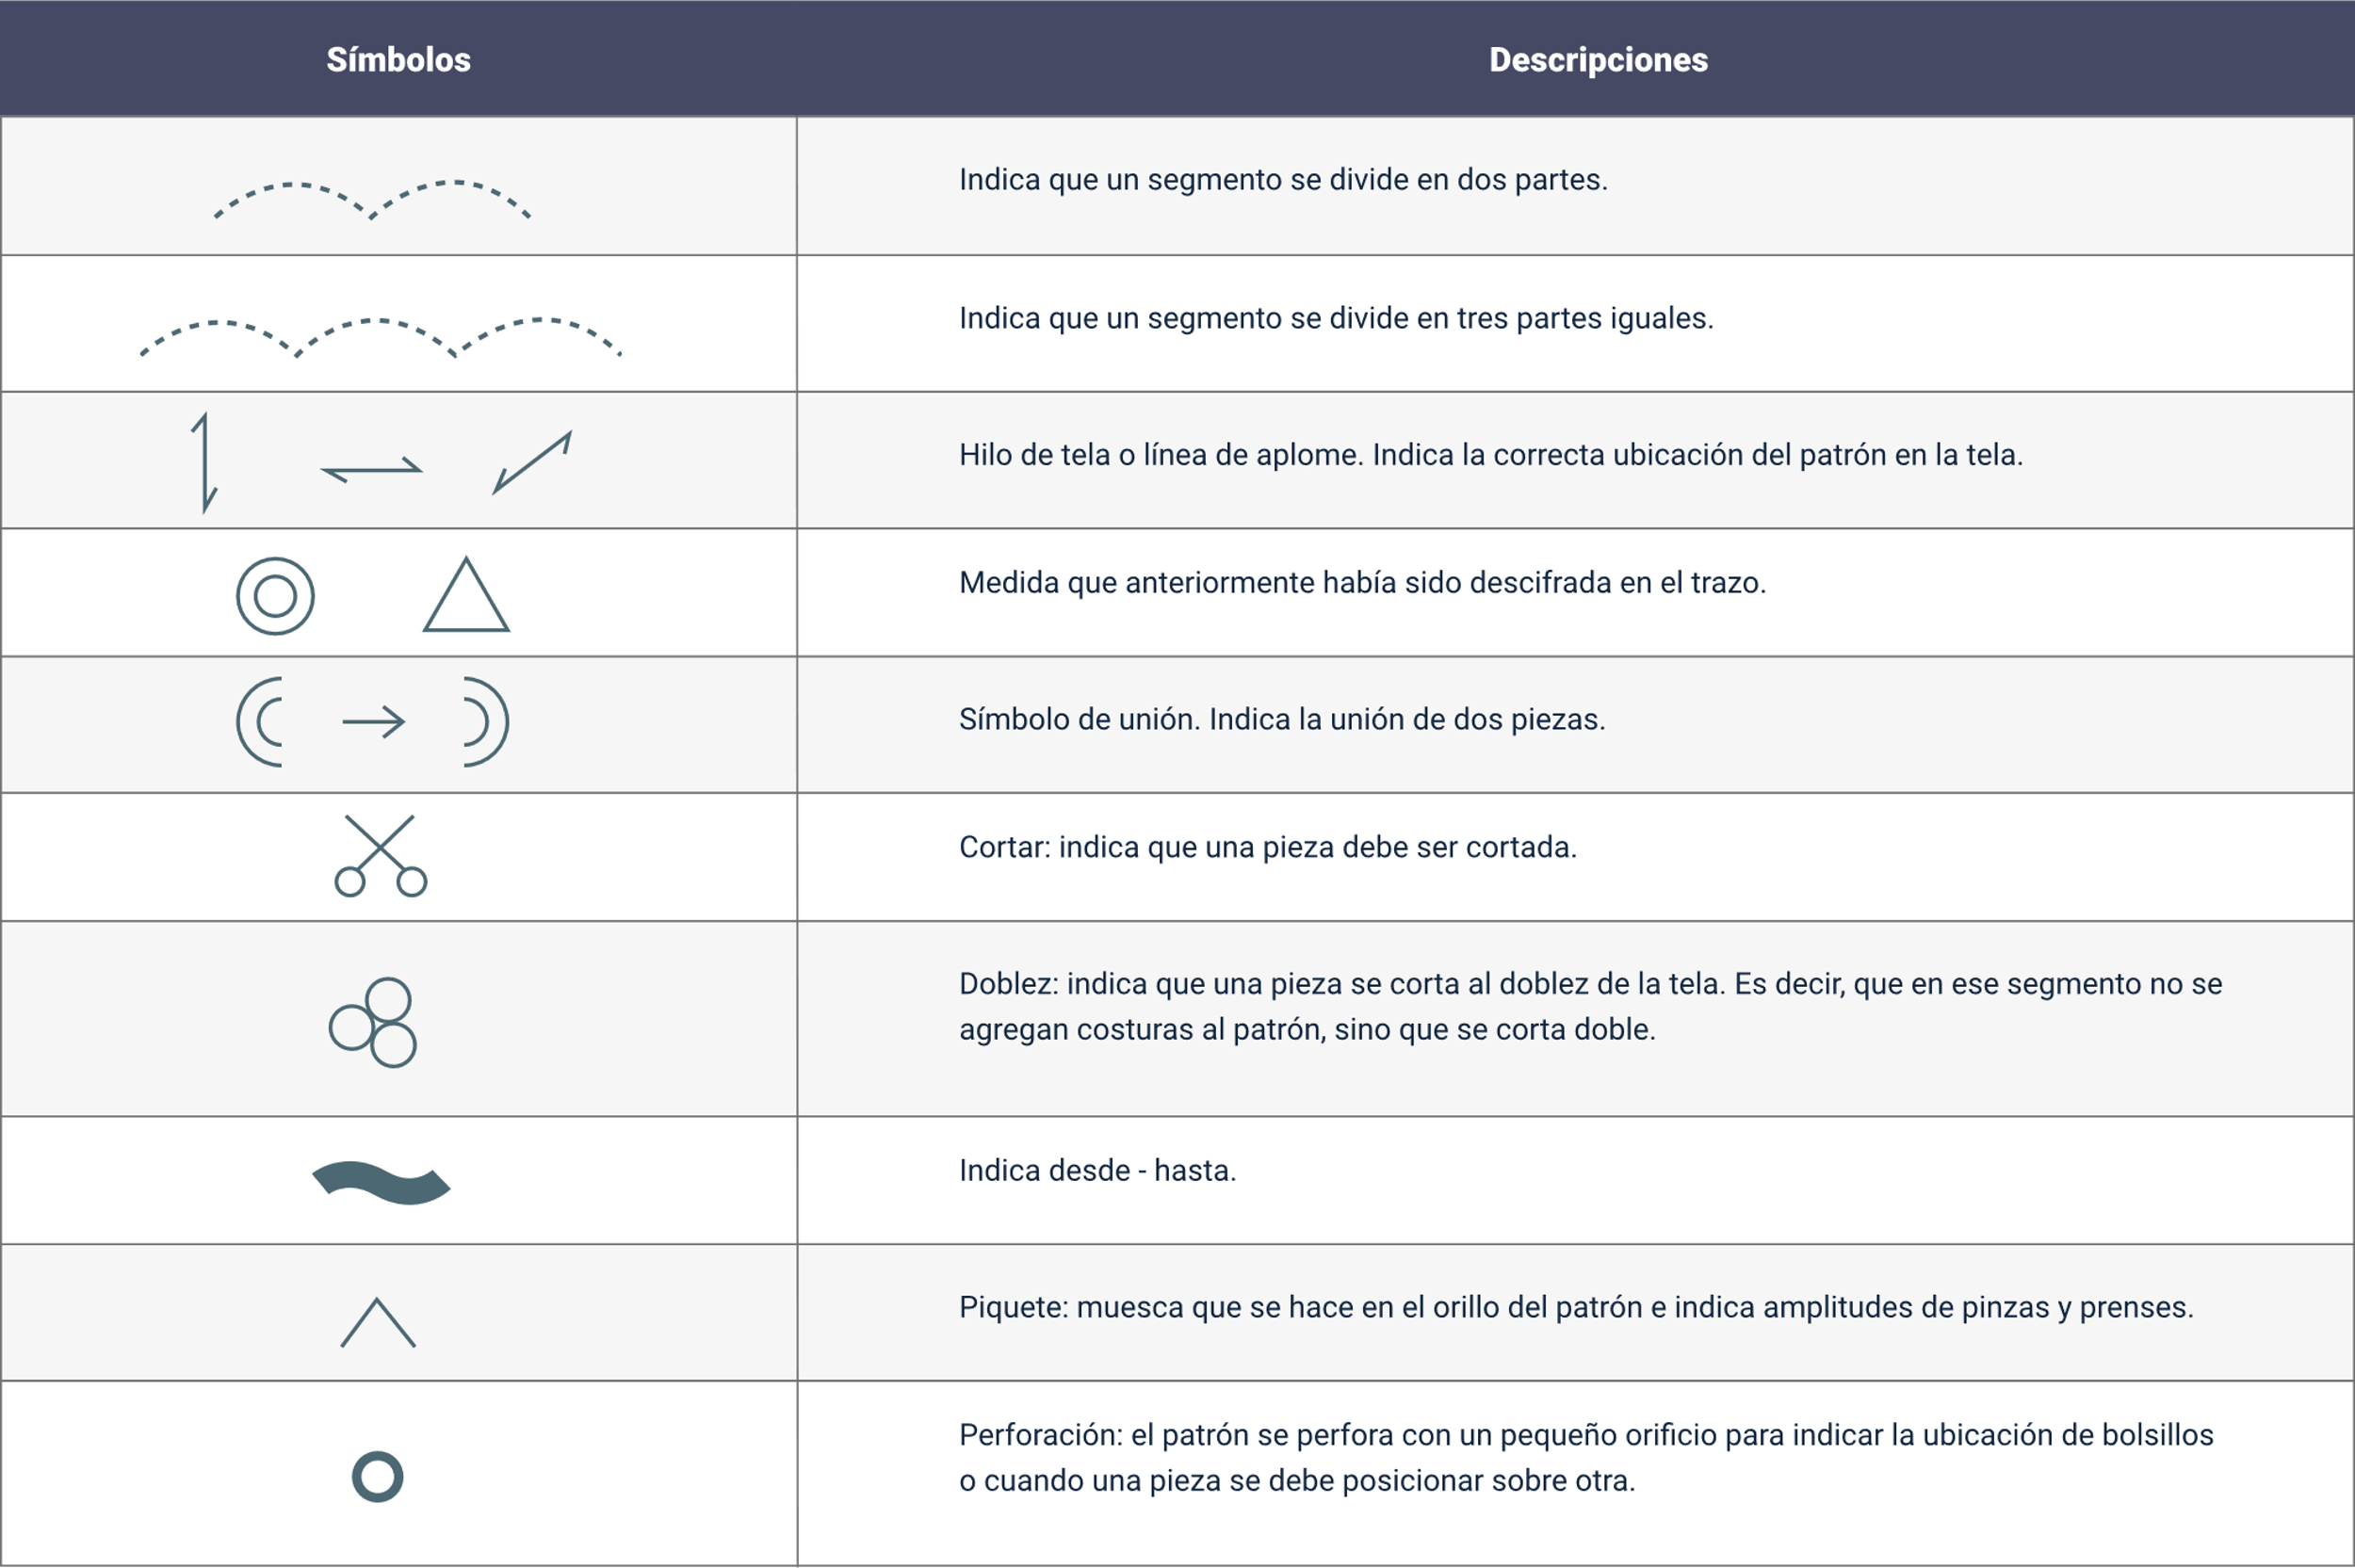 Símbolos
Descripciones
Indica que un segmento se divide en dos partes.
Indica que un segmento se divide en tres partes iguales.
Hilo de tela o línea de aplome. Indica la correcta ubicación del patrón en la tela.
Medida que anteriormente había sido descifrada en el trazo.
Símbolo de unión. Indica la unión de dos piezas.
Cortar: indica que una pieza debe ser cortada.
Doblez: indica que una pieza se corta al doblez de la tela. Es decir, que en ese segmento no se
agregan costuras al patrón, sino que se corta doble.
Indica desde - hasta.
Piquete: muesca que se hace en el orillo del patrón e indica amplitudes de pinzas y prenses.
Perforación: el patrón se perfora con un pequeño orificio para indicar la ubicación de bolsillos
o cuando una pieza se debe posicionar sobre otra.